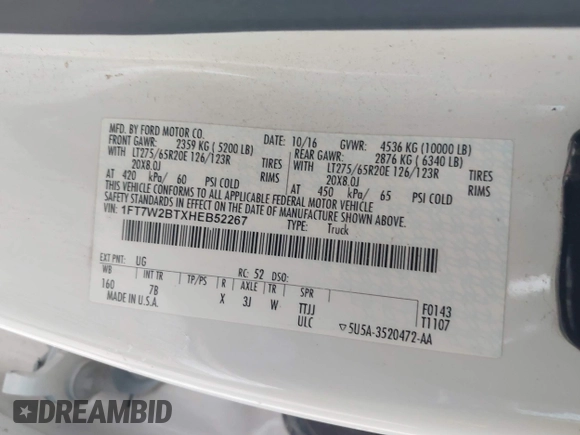 MFD. BY FORD MOTOR CO.
DATE: 10/16 GVWR: 4536 KG (10000 LB)
FRONT GAWR: 2359 KG ( 5200 LB) REAR GAWR: 2876 KG ( 6340 LB)
WITH LT275/65R20E 126/123R TIRES WITH LT275/65R20E 126/123R TIRES
20X8.0J RIMS 20X8.0J RIMS
AT 420 kPa/ 60 PSI COLD AT 450 kPa/ 65 PSI COLD
THIS VEHICLE CONFORMS TO ALL APPLICABLE FEDERAL MOTOR VEHICLE
SAFETY STANDARDS IN EFFECT ON THE DATE OF MANUFACTURE SHOWN ABOVE.
VIN: 1FT7W2BTXHEB52267 TYPE: Truck
EXT PNT: UG RC: 52 DSO:
WB INT TR TP/PS R AXLE TR SPR
160 7B X 3J W TTJJ F0143
MADE IN U.S.A. ULC T1107
▽5U5A-3520472-AA
DREAMBID